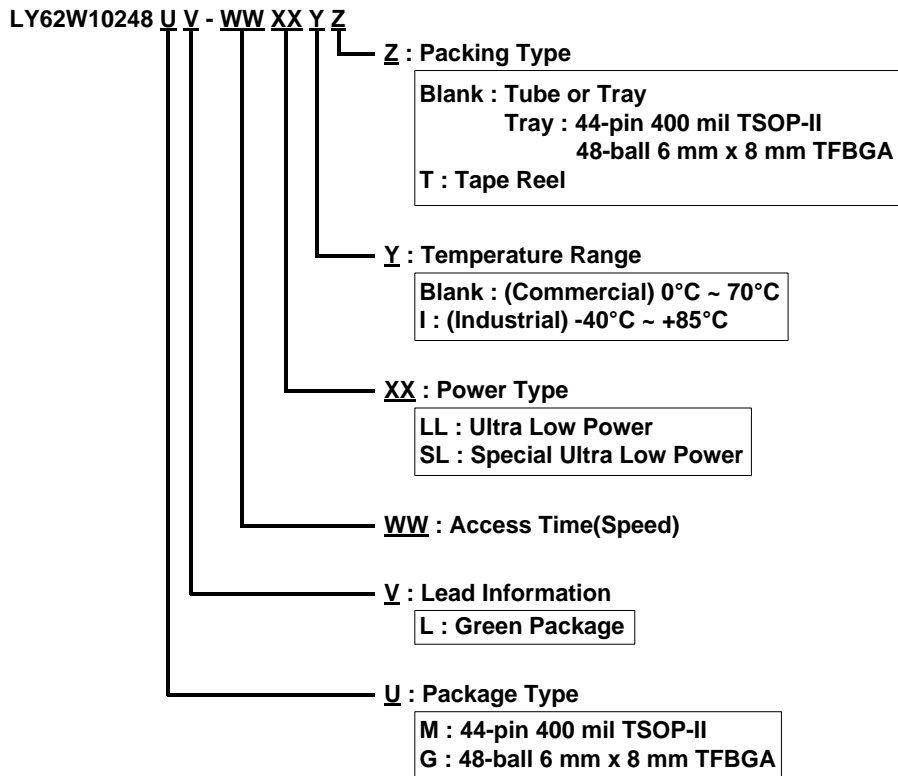 LY62W10248 U V - WW XX Y Z
Z : Packing Type
Blank : Tube or Tray
Tray : 44-pin 400 mil TSOP-II
48-ball 6 mm x 8 mm TFBGA
T : Tape Reel
Y : Temperature Range
Blank : (Commercial) 0°C ~ 70°C
I : (Industrial) -40°C ~ +85°C
XX : Power Type
LL : Ultra Low Power
SL : Special Ultra Low Power
WW : Access Time(Speed)
V : Lead Information
L : Green Package
U : Package Type
M : 44-pin 400 mil TSOP-II
G : 48-ball 6 mm x 8 mm TFBGA